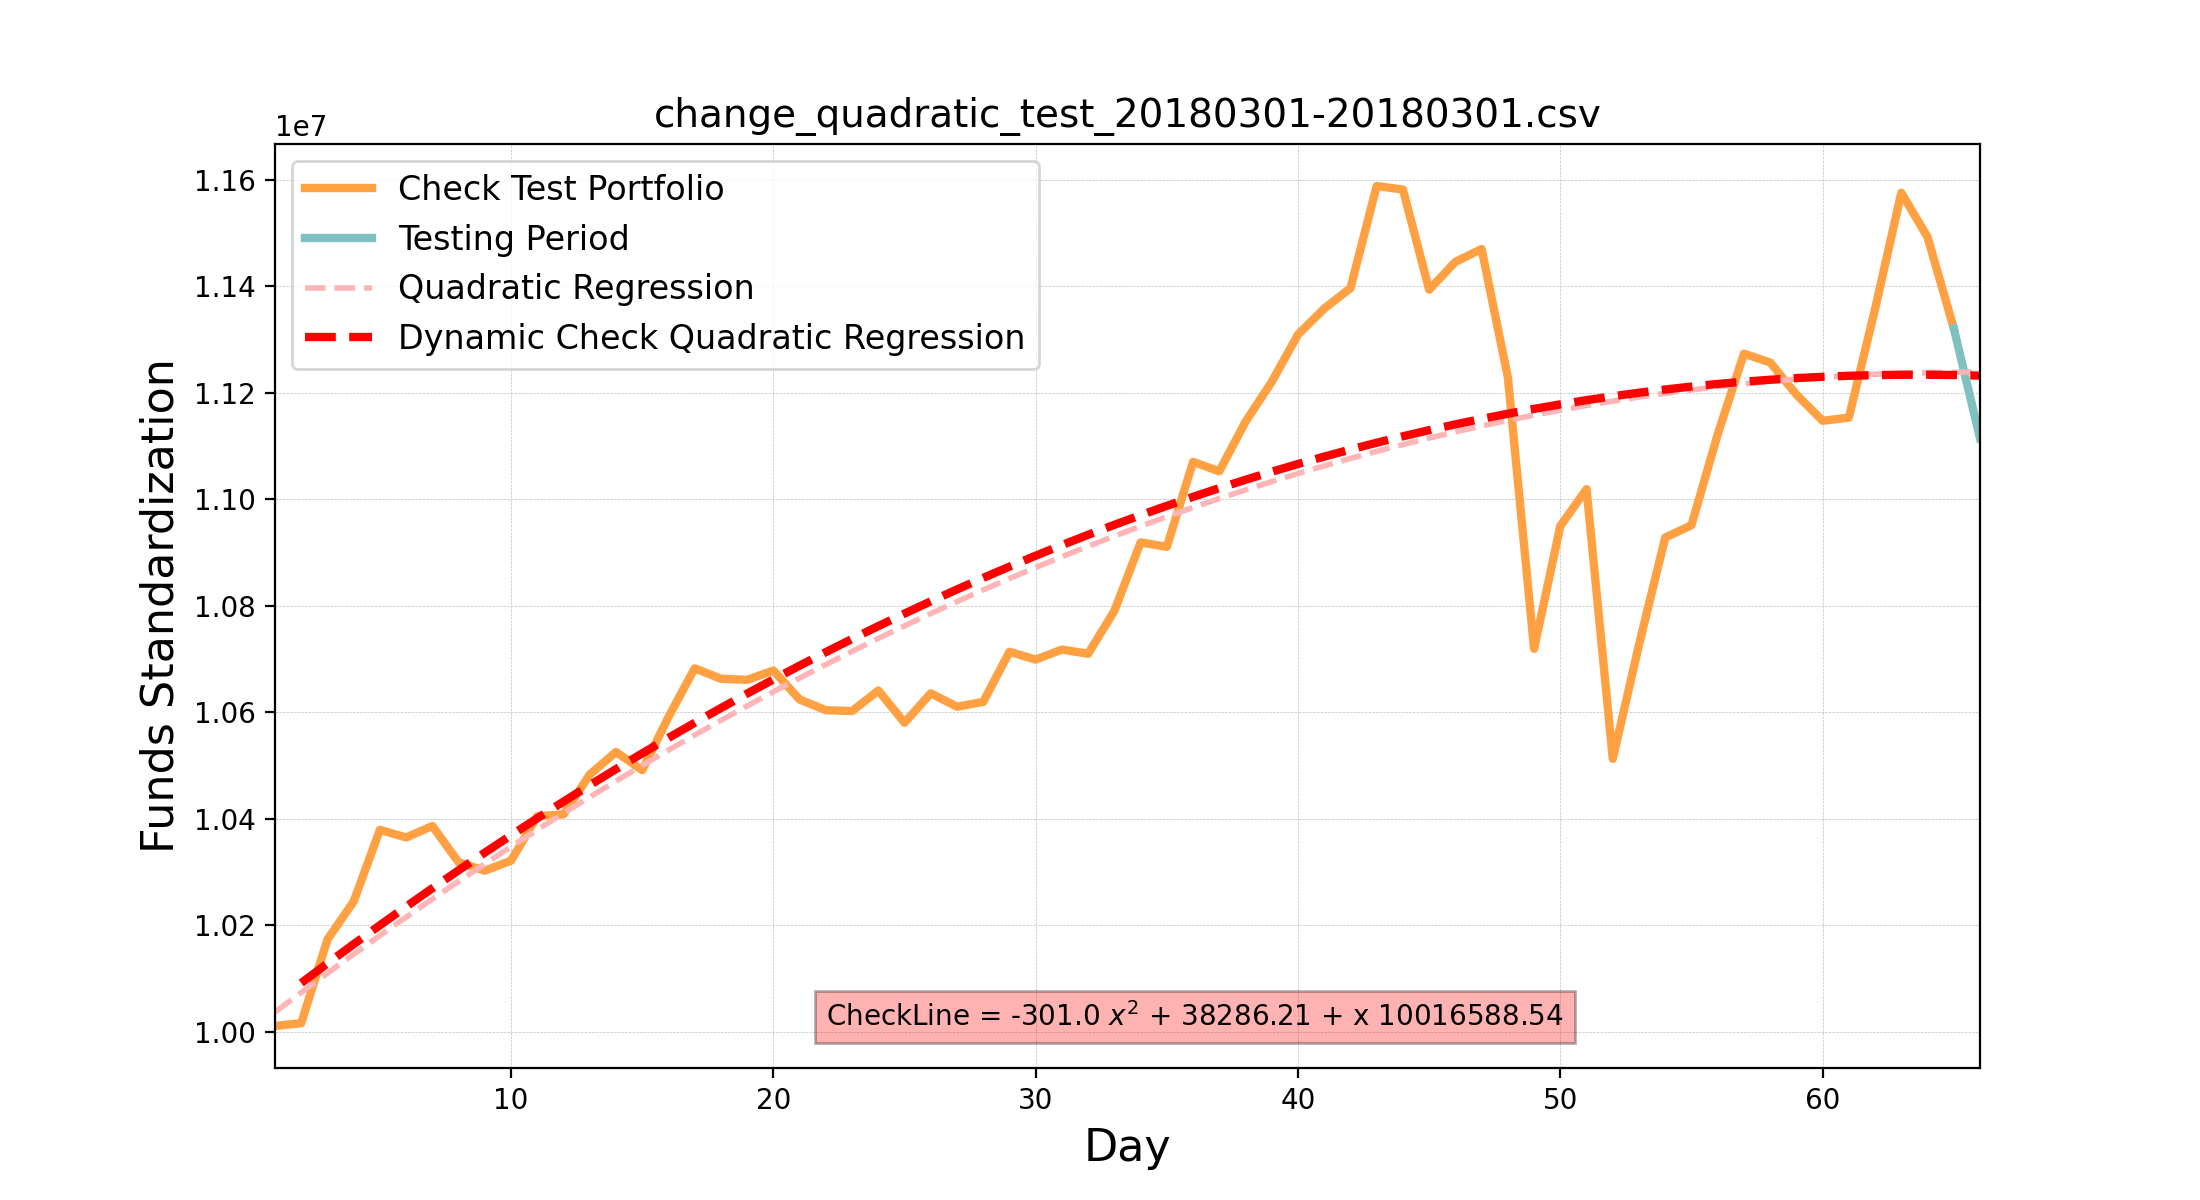 change_quadratic_test_20180301-20180301.csv
1e7
Check Test Portfolio
Testing Period
Quadratic Regression
Dynamic Check Quadratic Regression
Funds Standardization
1.16
1.14
1.12
1.10
1.08
1.06
1.04
1.02
1.00
CheckLine = -301.0 x² + 38286.21 + x 10016588.54
10 20 30 40 50 60
Day